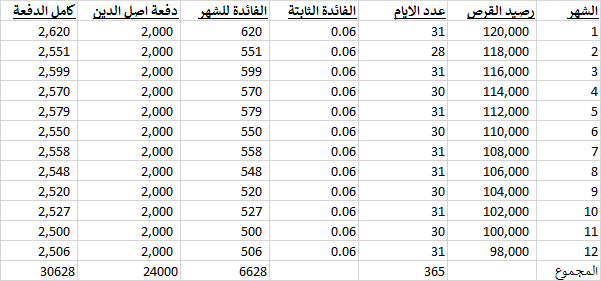 الشهر رصيد القرض عدد الايام الفائدة الثابتة الفائدة للشهر دفعة اصل الدين كامل الدفعة
1 120,000 31 0.06 620 2,000 2,620
2 118,000 28 0.06 551 2,000 2,551
3 116,000 31 0.06 599 2,000 2,599
4 114,000 30 0.06 570 2,000 2,570
5 112,000 31 0.06 579 2,000 2,579
6 110,000 30 0.06 550 2,000 2,550
7 108,000 31 0.06 558 2,000 2,558
8 106,000 31 0.06 548 2,000 2,548
9 104,000 30 0.06 520 2,000 2,520
10 102,000 31 0.06 527 2,000 2,527
11 100,000 30 0.06 500 2,000 2,500
12 98,000 31 0.06 506 2,000 2,506
المجموع 365 6628 24000 30628